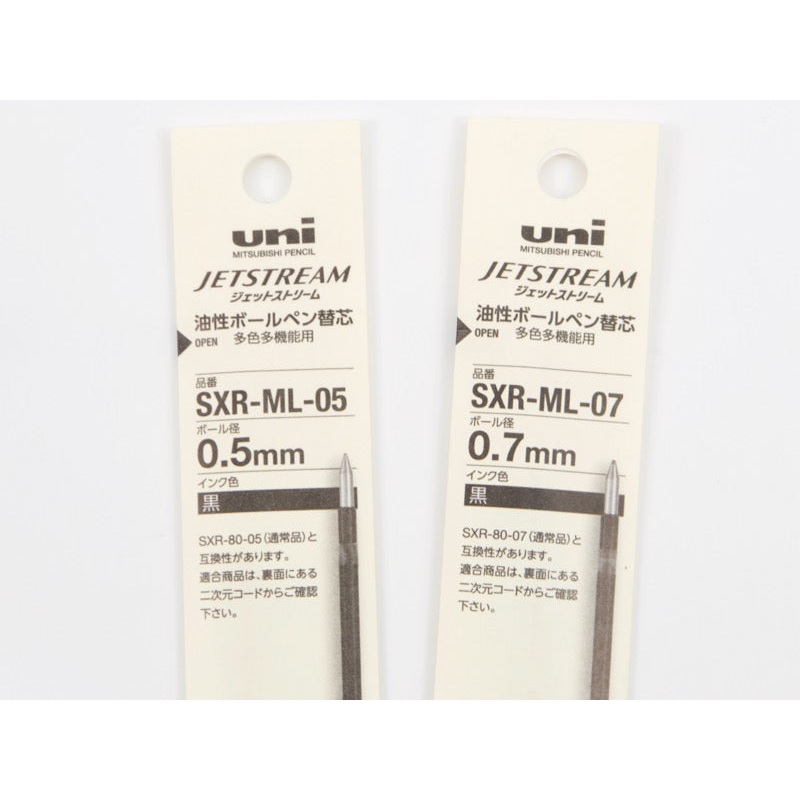 uni
MITSUBISHI PENCIL
JETSTREAM
ジェットストリーム
油性ボールペン替芯
OPEN 多色多機能用
品番
SXR-ML-05
ボール径
0.5mm
インク色
黒
SXR-80-05(通常品)と
互換性があります。
適合商品は、裏面にある
二次元コードからご確認
下さい。
uni
MITSUBISHI PENCIL
JETSTREAM
ジェットストリーム
油性ボールペン替芯
OPEN 多色多機能用
品番
SXR-ML-07
ボール径
0.7mm
インク色
黒
SXR-80-07(通常品)と
互換性があります。
適合商品は、裏面にある
二次元コードからご確認
下さい。